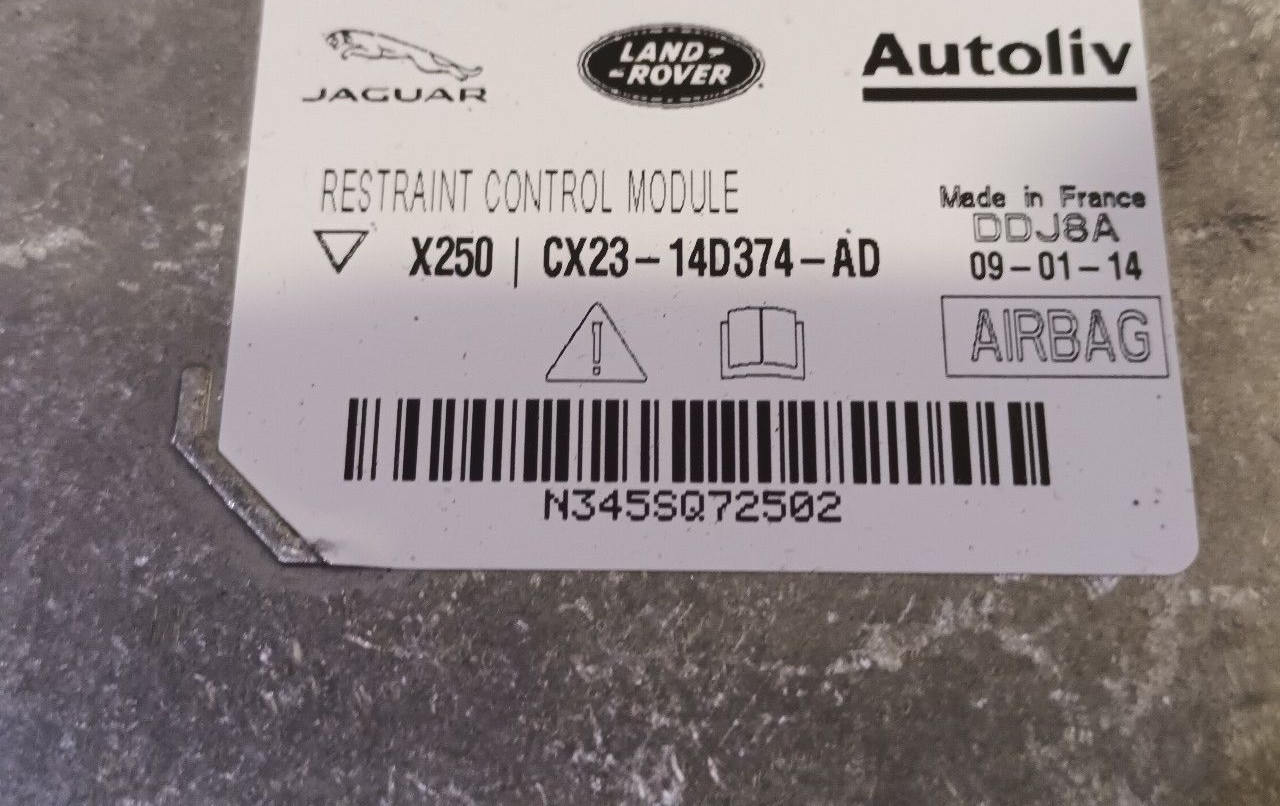 JAGUAR
LAND-
-ROVER
Autoliv
RESTRAINT CONTROL MODULE
X250 | CX23-14D374-AD
Made in France
DDJ8A
09-01-14
AIRBAG
N345SQ72502